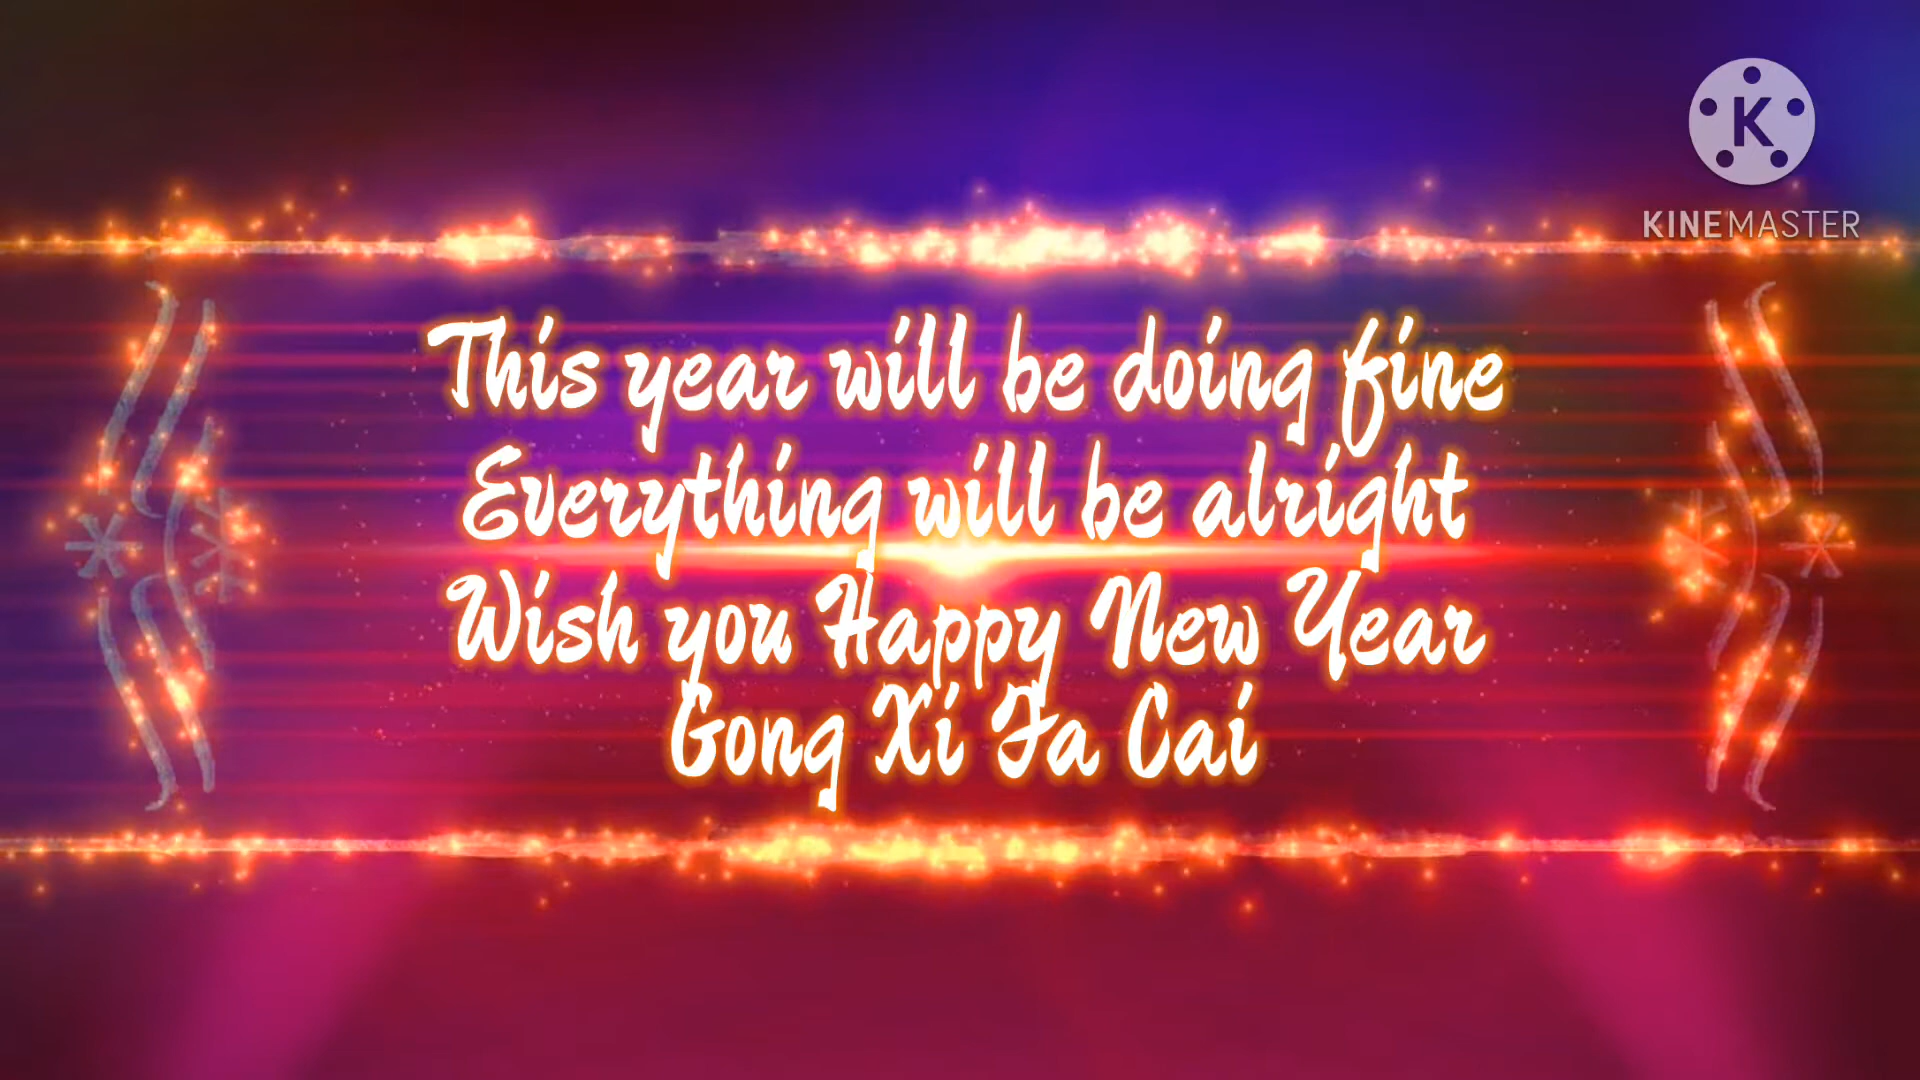 K
KINEMASTER
This year will be doing fine
Everything will be alright
Wish you Happy New Year
Gong Xi Fa Cai